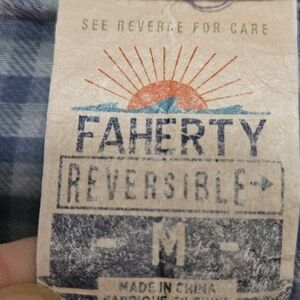 SEE REVERSE FOR CARE
FAHERTY
REVERSIBLE→
- M -
MADE IN CHINA